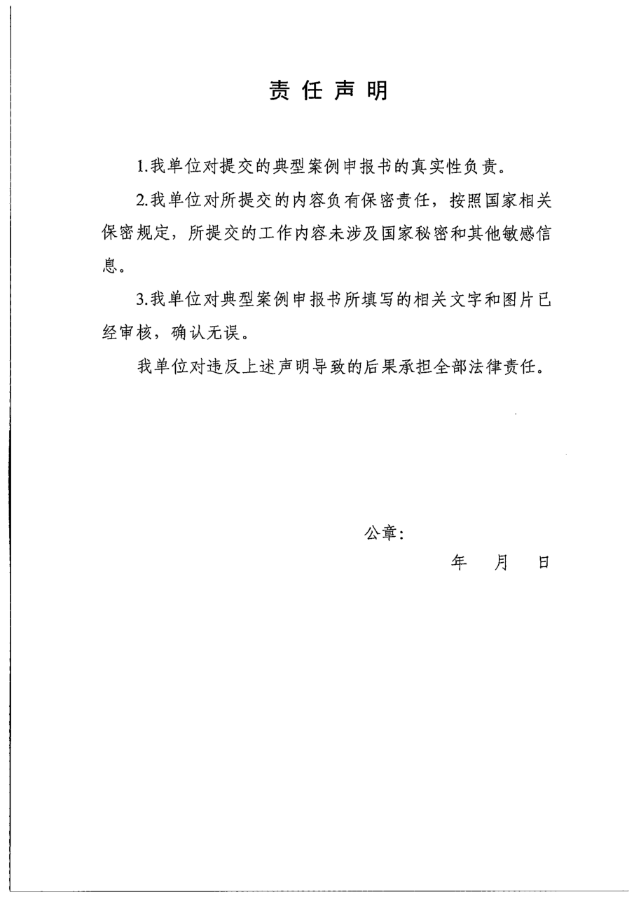 责任声明
1.我单位对提交的典型案例申报书的真实性负责。
2.我单位对所提交的内容负有保密责任，按照国家相关
保密规定，所提交的工作内容未涉及国家秘密和其他敏感信
息。
3.我单位对典型案例申报书所填写的相关文字和图片已
经审核，确认无误。
我单位对违反上述声明导致的后果承担全部法律责任。
公章：
年 月 日